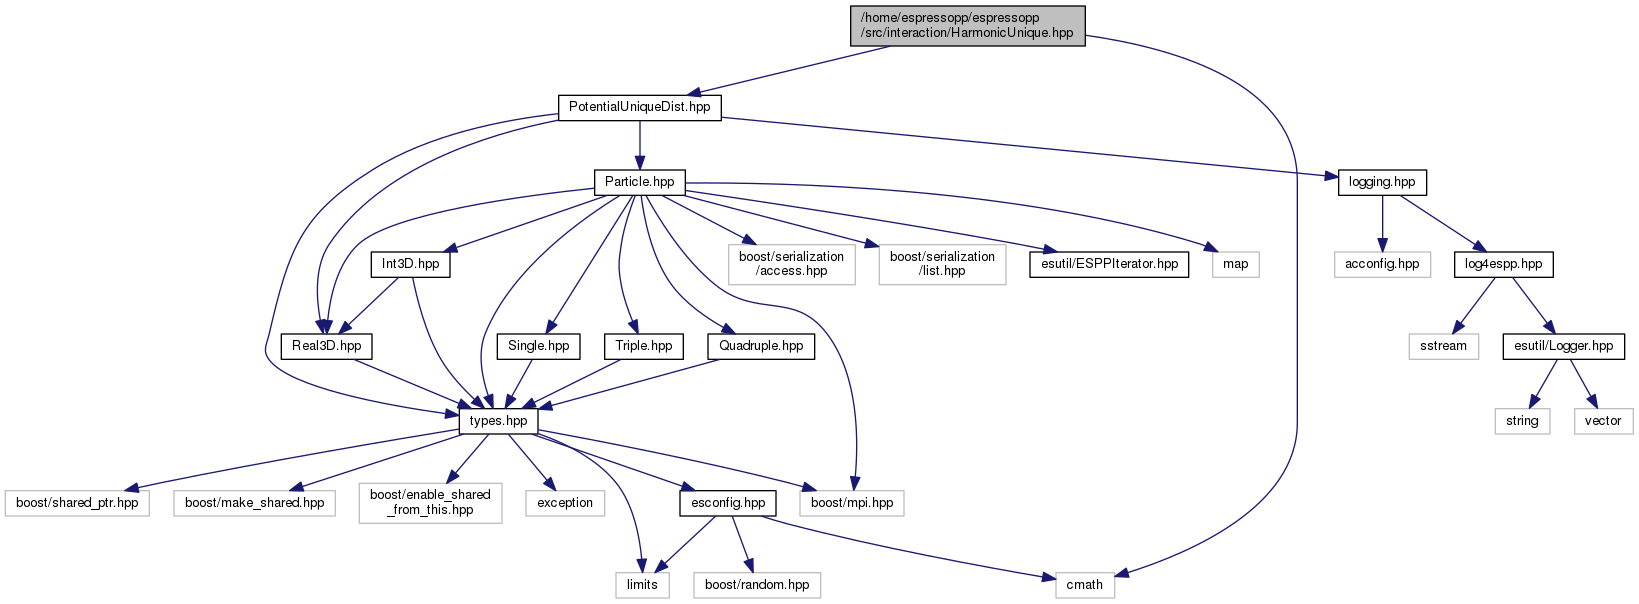 /home/espressopp/espressopp
/src/interaction/HarmonicUnique.hpp
PotentialUniqueDist.hpp
Particle.hpp
logging.hpp
Int3D.hpp
boost/serialization
/access.hpp
boost/serialization
/list.hpp
esutil/ESPPIterator.hpp
map
acconfig.hpp
log4espp.hpp
Real3D.hpp
Single.hpp
Triple.hpp
Quadruple.hpp
sstream
esutil/Logger.hpp
types.hpp
string
vector
boost/shared_ptr.hpp
boost/make_shared.hpp
boost/enable_shared
_from_this.hpp
exception
esconfig.hpp
boost/mpi.hpp
limits
boost/random.hpp
cmath